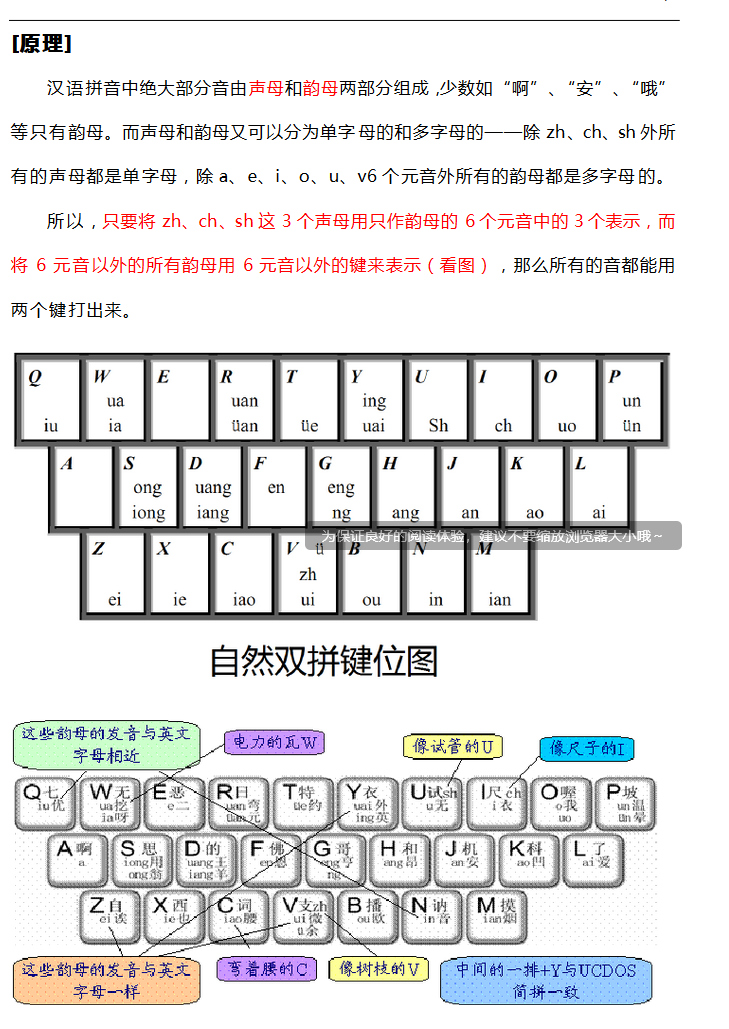 [原理]
汉语拼音中绝大部分音由声母和韵母两部分组成，少数如“啊”、“安”、“哦”
等只有韵母。而声母和韵母又可以分为单字母的和多字母的——除 zh、ch、sh 外所
有的声母都是单字母，除 a、e、i、o、u、v6 个元音外所有的韵母都是多字母的。
所以，只要将 zh、ch、sh 这 3 个声母用只作韵母的 6 个元音中的 3 个表示，而
将 6 元音以外的所有韵母用 6 元音以外的键来表示（看图），那么所有的音都能用
两个键打出来。
Q W E R T Y U I O P
ua uan ing un
iu ia üan üe uai Sh ch uo ün
A S D F G H J K L
ong uang en eng
iong iang ng ang an ao ai
为保证良好的阅读体验，建议不要缩放浏览器大小哦~
Z X C V ü B N M
zh
ei ie iao ui ou in ian
自然双拼键位图
这些韵母的发音与英文
字母相近
电力的瓦W
像试管的U
像尺子的I
Q七 W无 E恶 R日 T特 Y衣 U试sh I尺ch O喔 P坡
iu优 ua挖 e二 uan弯 üe约 uai外 u无 i衣 o我 un温
ia呀 üan元 ing英 uo ün晕
A啊 S思 D的 F佛 G哥 H和 J机 K科 L了
a iong用 uang王 en恩 eng亨 ang昂 an安 ao凹 ai爱
ong翁 iang羊 ng
Z自 X西 C词 V支zh B播 N讷 M摸
ei诶 ie也 iao腰 ui微 ou欧 in音 ian烟
ü余
这些韵母的发音与英文
字母一样
弯着腰的C
像树枝的V
中间的一排+Y与UCDOS
简拼一致